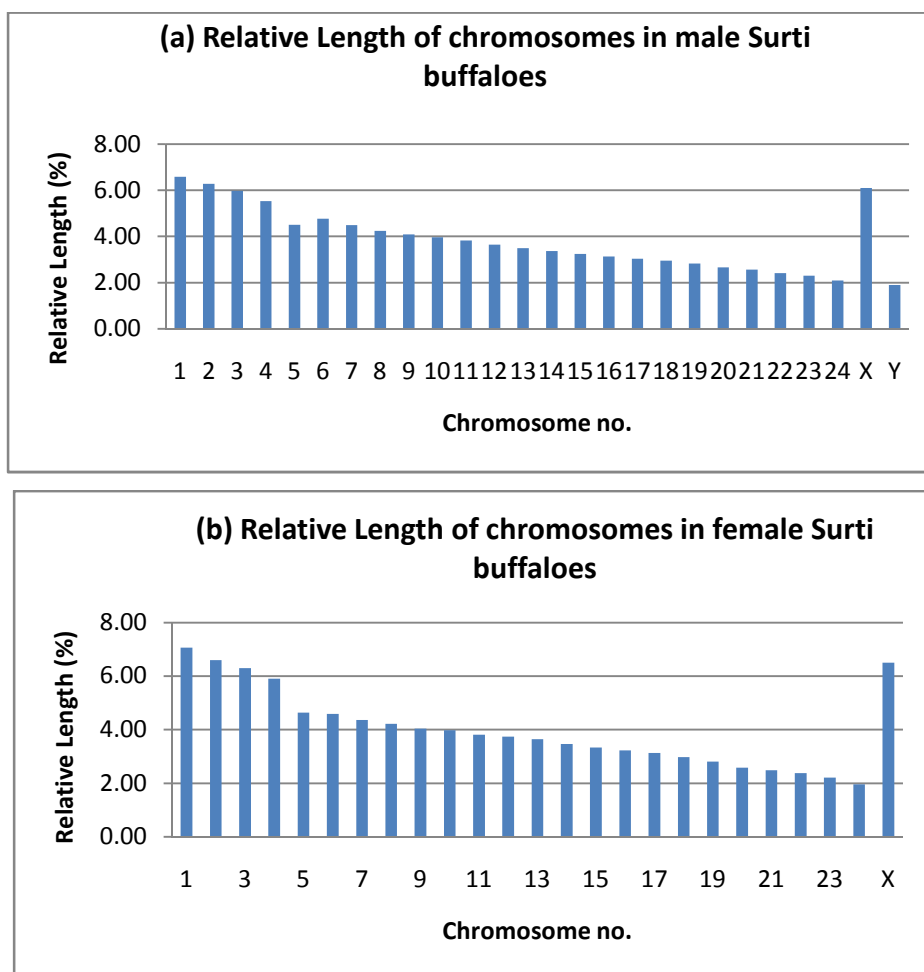 (a) Relative Length of chromosomes in male Surti
buffaloes
Relative Length (%)
8.00
6.00
4.00
2.00
0.00
1 2 3 4 5 6 7 8 9 10 11 12 13 14 15 16 17 18 19 20 21 22 23 24 X Y
Chromosome no.
(b) Relative Length of chromosomes in female Surti
buffaloes
Relative Length (%)
8.00
6.00
4.00
2.00
0.00
1 3 5 7 9 11 13 15 17 19 21 23 X
Chromosome no.